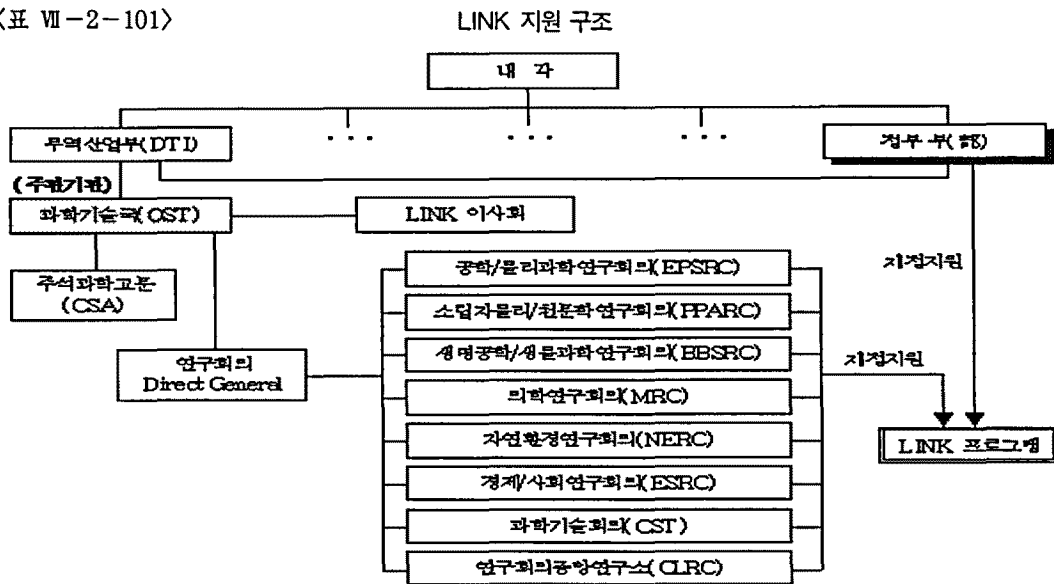 〈표 Ⅶ-2-101〉
LINK 지원 구조
내 각
무역산업부(DTI)
...
...
...
정부 부(部)
(주관기관)
과학기술국(OST)
LINK 이사회
주석과학고문
(CSA)
연구회의
Direct General
공학/물리과학연구회의(EPSRC)
소립자물리/천문학연구회의(PPARC)
생명공학/생물과학연구회의(BBSRC)
의학연구회의(MRC)
자연환경연구회의(NERC)
경제/사회연구회의(ESRC)
과학기술회의(CST)
연구회의중앙연구소(CLRC)
재정지원
재정지원
LINK 프로그램